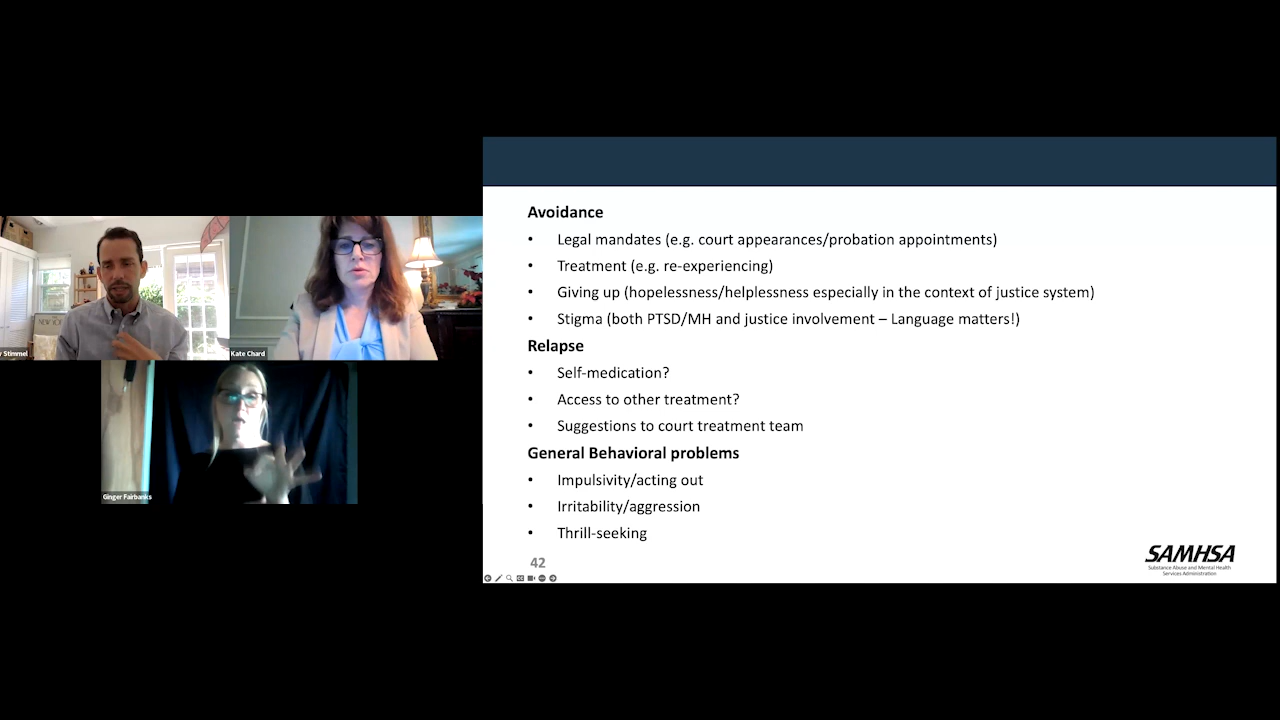 Avoidance
• Legal mandates (e.g. court appearances/probation appointments)
• Treatment (e.g. re-experiencing)
• Giving up (hopelessness/helplessness especially in the context of justice system)
• Stigma (both PTSD/MH and justice involvement – Language matters!)
Relapse
• Self-medication?
• Access to other treatment?
• Suggestions to court treatment team
General Behavioral problems
• Impulsivity/acting out
• Irritability/aggression
• Thrill-seeking
42
SAMHSA
Substance Abuse and Mental Health
Services Administration
Stimmel
Kate Chard
Ginger Fairbanks